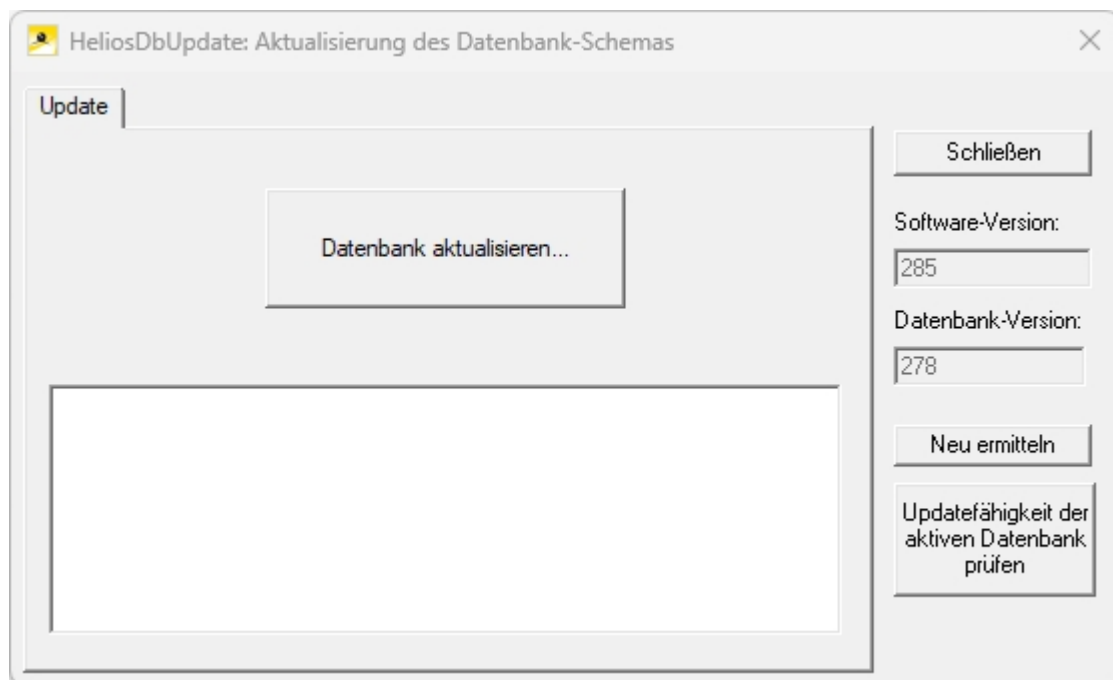 HeliosDbUpdate: Aktualisierung des Datenbank-Schemas
Update
Datenbank aktualisieren...
Schließen
Software-Version:
285
Datenbank-Version:
278
Neu ermitteln
Updatefähigkeit der
aktiven Datenbank
prüfen